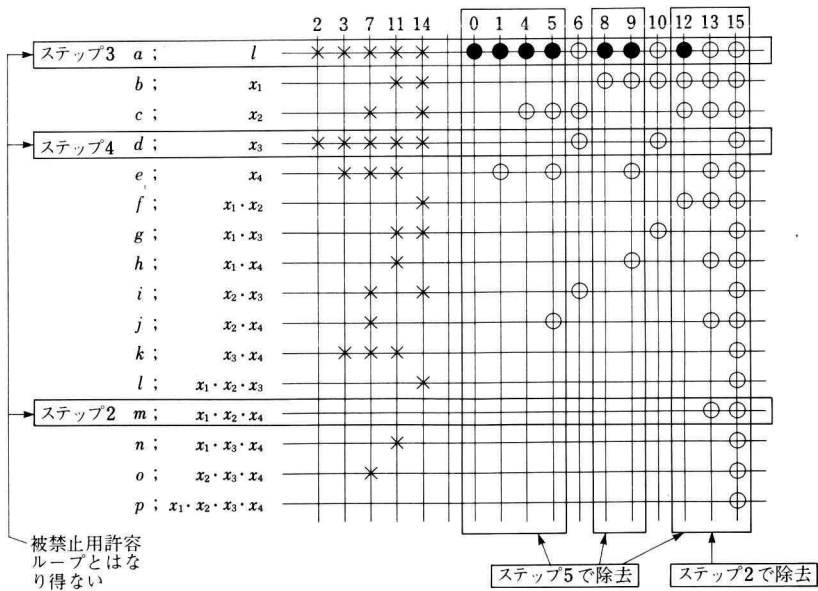 2 3 7 11 14 0 1 4 5 6 8 9 10 12 13 15
ステップ3 a ; l
b ; x₁
c ; x₂
ステップ4 d ; x₃
e ; x₄
f ; x₁・x₂
g ; x₁・x₃
h ; x₁・x₄
i ; x₂・x₃
j ; x₂・x₄
k ; x₃・x₄
l ; x₁・x₂・x₃
ステップ2 m ; x₁・x₂・x₄
n ; x₁・x₃・x₄
o ; x₂・x₃・x₄
p ; x₁・x₂・x₃・x₄
被禁止用許容
ループとはな
り得ない
ステップ5で除去
ステップ2で除去